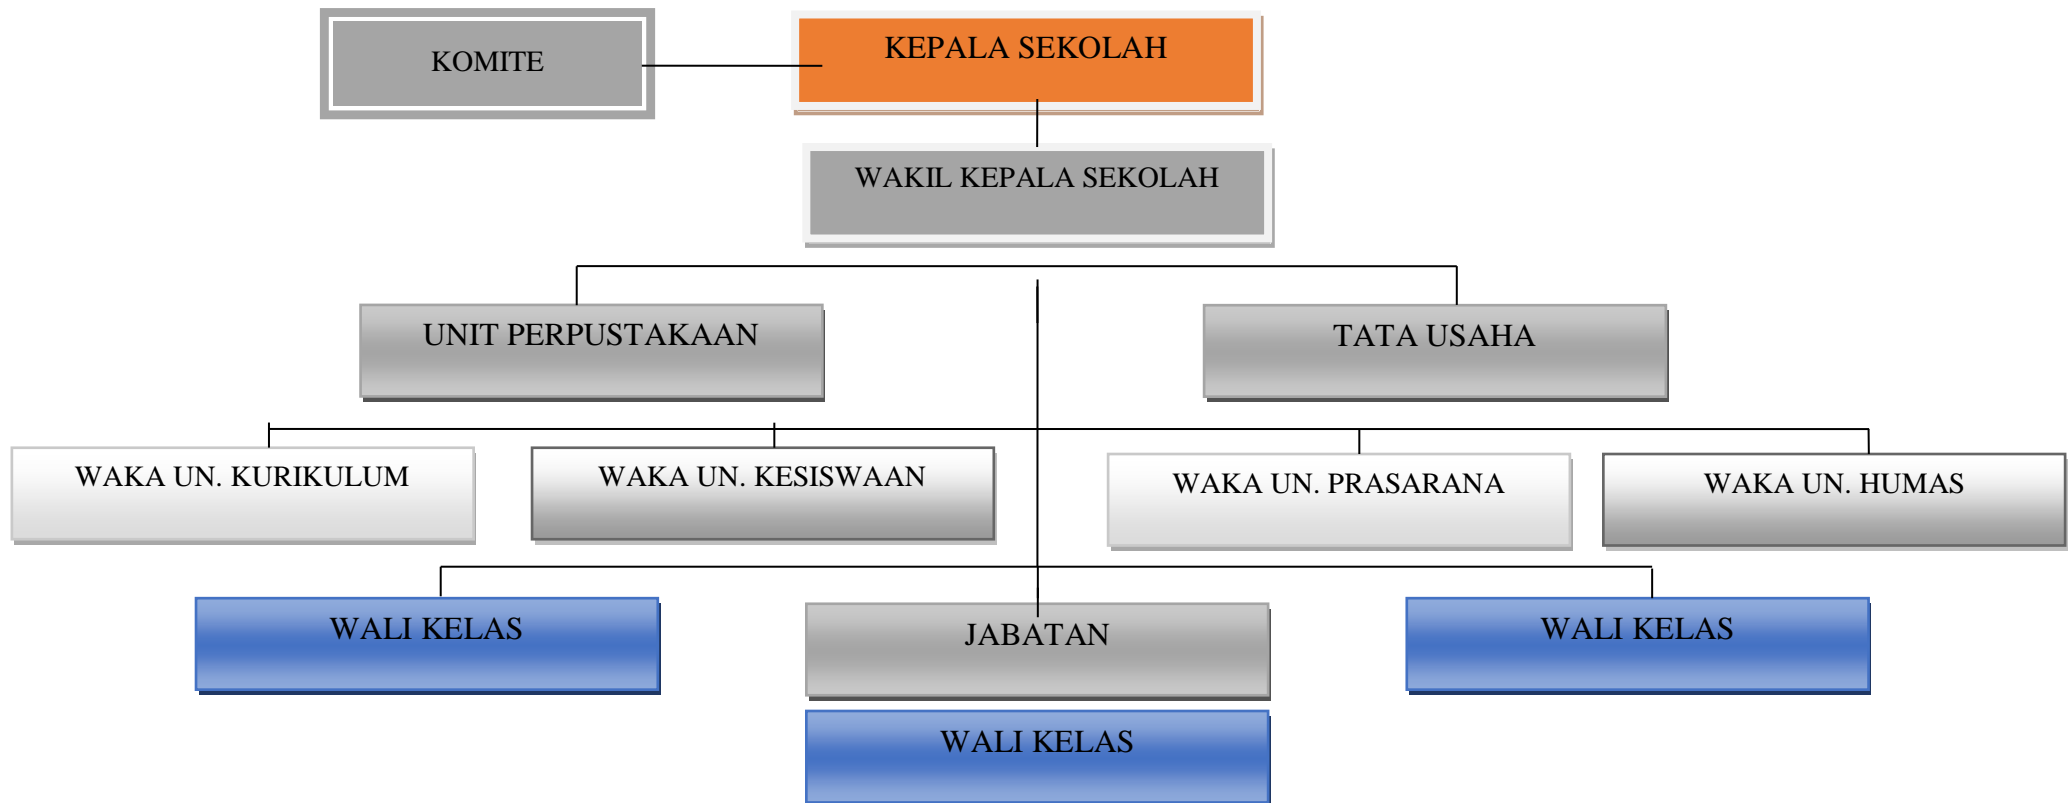 KOMITE
KEPALA SEKOLAH
WAKIL KEPALA SEKOLAH
UNIT PERPUSTAKAAN
TATA USAHA
WAKA UN. KURIKULUM
WAKA UN. KESISWAAN
WAKA UN. PRASARANA
WAKA UN. HUMAS
WALI KELAS
JABATAN
WALI KELAS
WALI KELAS